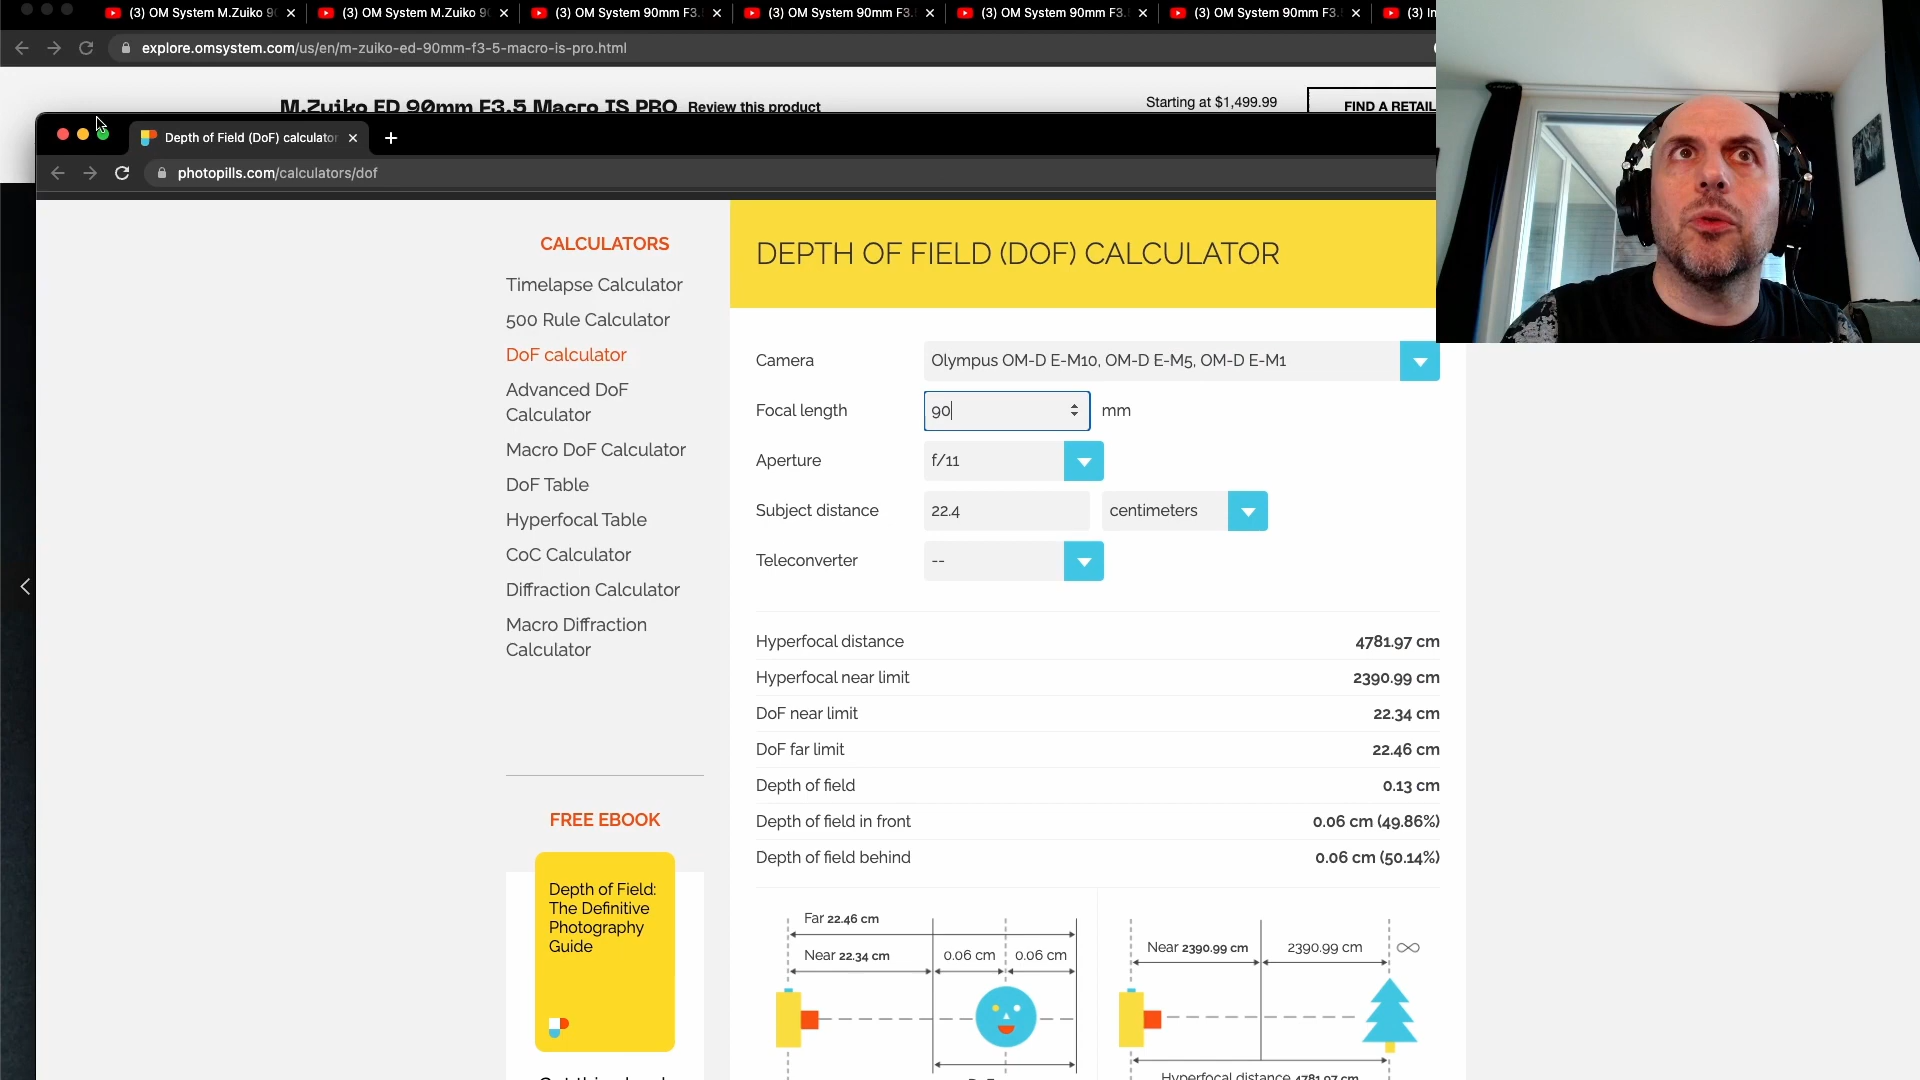 (3) OM System M.Zuiko 90
(3) OM System M.Zuiko 90
(3) OM System 90mm F3.
(3) OM System 90mm F3.
(3) OM System 90mm F3.
(3) OM System 90mm F3.
(3) In
explore.omsystem.com/us/en/m-zuiko-ed-90mm-f3-5-macro-is-pro.html
M.Zuiko ED 90mm F3.5 Macro IS PRO Review this product
Starting at $1,499.99
FIND A RETAIL
Depth of Field (DoF) calculator
photopills.com/calculators/dof
CALCULATORS
Timelapse Calculator
500 Rule Calculator
DoF calculator
Advanced DoF
Calculator
Macro DoF Calculator
DoF Table
Hyperfocal Table
CoC Calculator
Diffraction Calculator
Macro Diffraction
Calculator
FREE EBOOK
Depth of Field:
The Definitive
Photography
Guide
DEPTH OF FIELD (DOF) CALCULATOR
Camera Olympus OM-D E-M10, OM-D E-M5, OM-D E-M1
Focal length 90 mm
Aperture f/11
Subject distance 22.4 centimeters
Teleconverter --
Hyperfocal distance 4781.97 cm
Hyperfocal near limit 2390.99 cm
DoF near limit 22.34 cm
DoF far limit 22.46 cm
Depth of field 0.13 cm
Depth of field in front 0.06 cm (49.86%)
Depth of field behind 0.06 cm (50.14%)
Far 22.46 cm
Near 22.34 cm 0.06 cm 0.06 cm
Near 2390.99 cm 2390.99 cm ∞
Hyperfocal distance 4781.97 cm